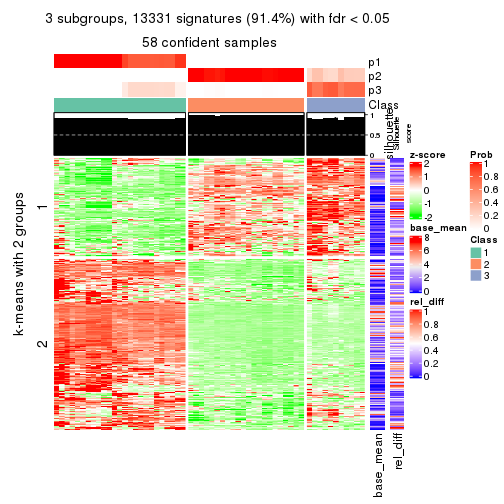 3 subgroups, 13331 signatures (91.4%) with fdr < 0.05
58 confident samples
p1
p2
p3
Class
silhouette
Silhouette
score
1
0.5
0
k-means with 2 groups
1
2
base_mean
rel_diff
z-score
2
1
0
-1
-2
base_mean
8
6
4
2
0
rel_diff
1
0.8
0.6
0.4
0.2
0
Prob
1
0.8
0.6
0.4
0.2
0
Class
1
2
3